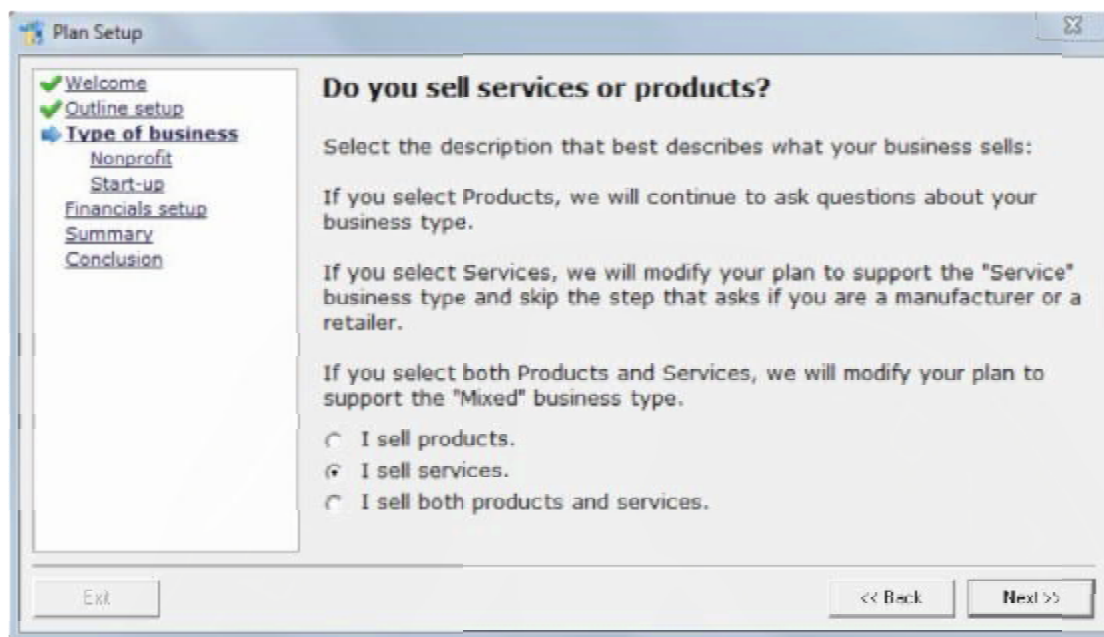 Plan Setup
Welcome
Outline setup
Type of business
Nonprofit
Start-up
Financials setup
Summary
Conclusion
Do you sell services or products?
Select the description that best describes what your business sells:
If you select Products, we will continue to ask questions about your
business type.
If you select Services, we will modify your plan to support the "Service"
business type and skip the step that asks if you are a manufacturer or a
retailer.
If you select both Products and Services, we will modify your plan to
support the "Mixed" business type.
I sell products.
I sell services.
I sell both products and services.
Exit
<< Back
Next >>